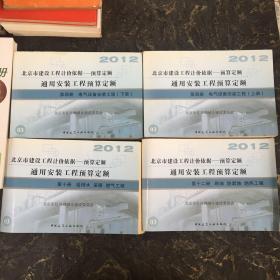 2012
北京市建设工程计价依据—预算定额
通用安装工程预算定额
第四册 电气设备安装工程(下册)
03
2012
北京市建设工程计价依据—预算定额
通用安装工程预算定额
第四册 电气设备安装工程(上册)
03
2012
北京市建设工程计价依据—预算定额
通用安装工程预算定额
第十册 给排水 采暖 燃气工程
03
2012
北京市建设工程计价依据—预算定额
通用安装工程预算定额
第十二册 刷油 防腐蚀 绝热工程
03